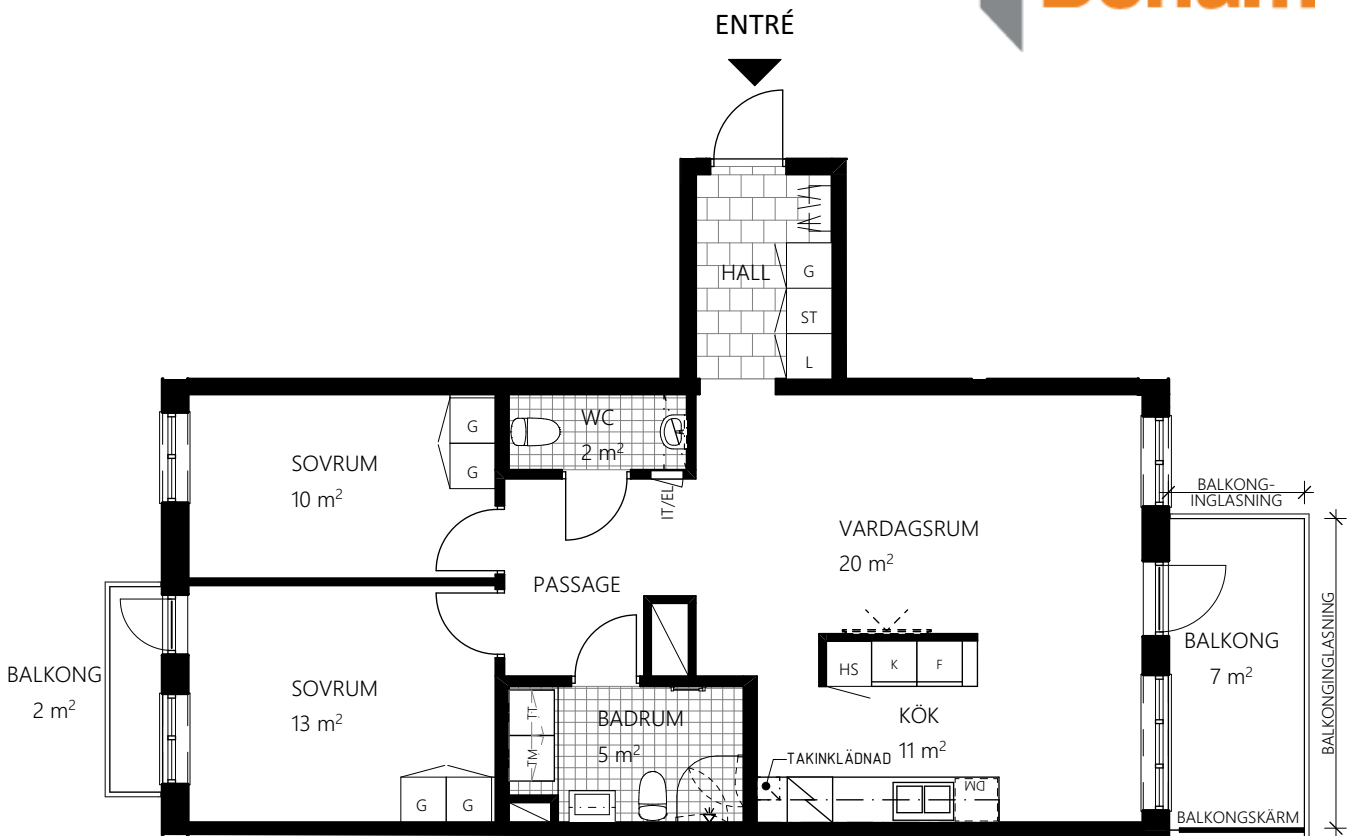 ENTRÉ
HALL
G
ST
L
WC
2 m²
G
G
SOVRUM
10 m²
IT/EL
BALKONG-
INGLASNING
VARDAGSRUM
20 m²
PASSAGE
BALKONGINGLASNING
BALKONG
7 m²
HS
K
F
BALKONG
2 m²
SOVRUM
13 m²
TT
TM
BADRUM
5 m²
KÖK
11 m²
TAKINKLÄDNAD
DM
G
G
BALKONGSKÄRM